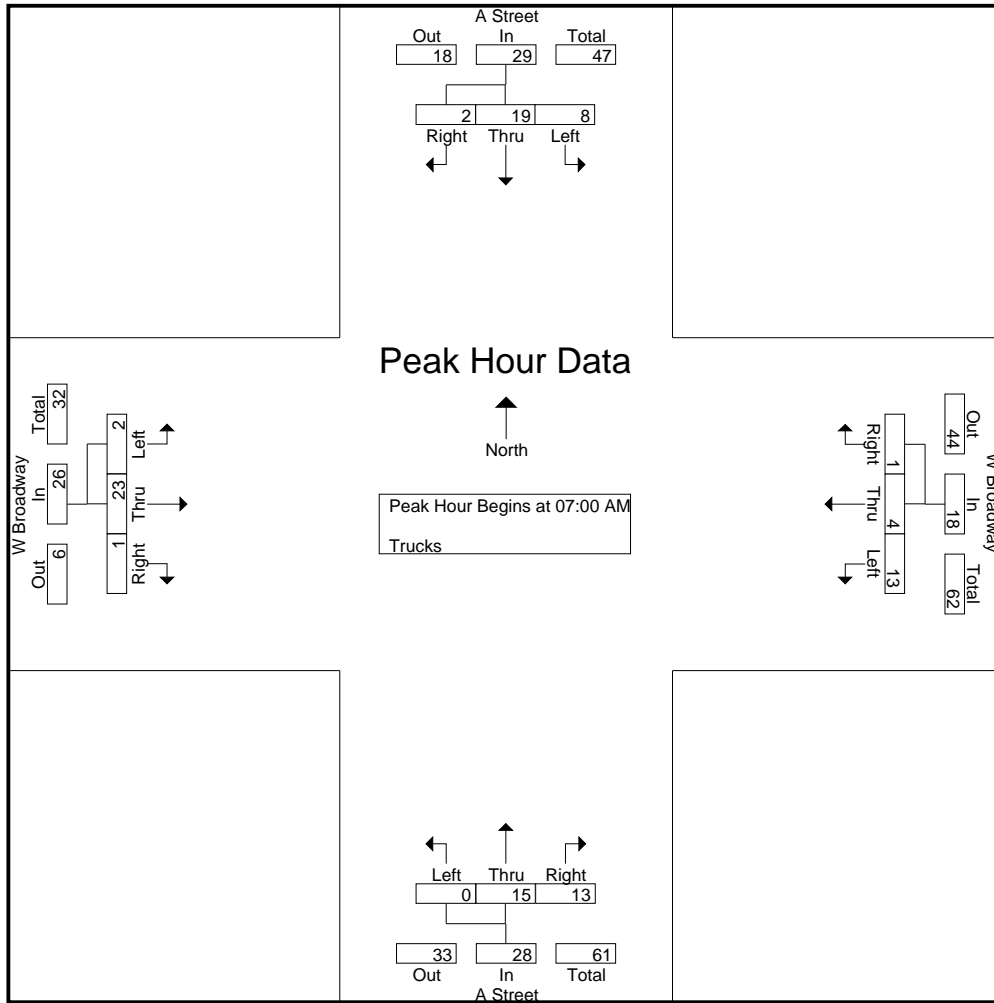 A Street
Out In Total
18 29 47
2 19 8
Right Thru Left
Peak Hour Data
North
Peak Hour Begins at 07:00 AM
Trucks
W Broadway
Total In Out
32 26 6
2 23 1
Left Thru Right
W Broadway
Out In Total
44 18 62
1 4 13
Right Thru Left
Left Thru Right
0 15 13
33 28 61
Out In Total
A Street